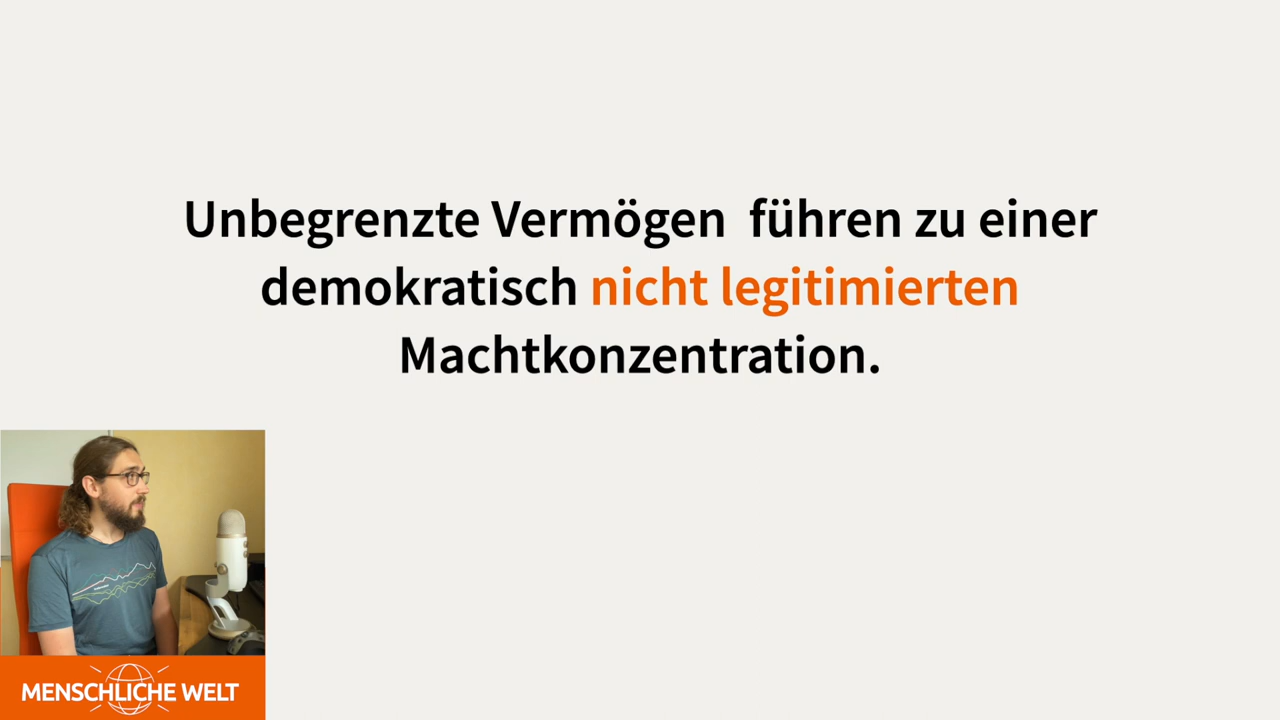 Unbegrenzte Vermögen  führen zu einer
demokratisch nicht legitimierten
Machtkonzentration.
MENSCHLICHE WELT